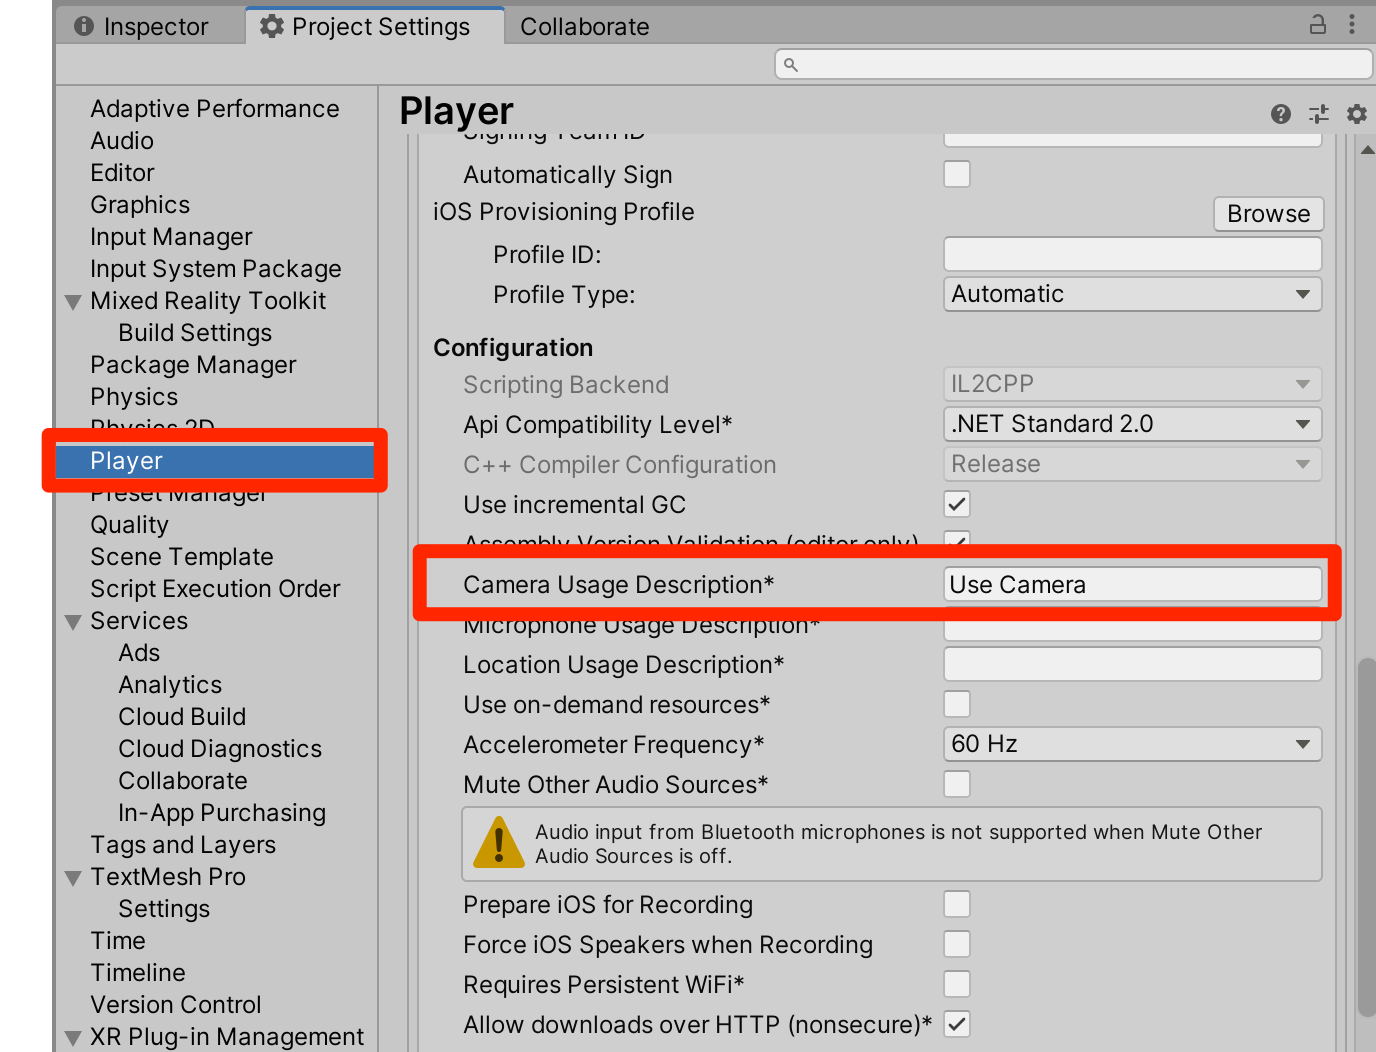 Inspector
Project Settings
Collaborate
Adaptive Performance
Audio
Editor
Graphics
Input Manager
Input System Package
Mixed Reality Toolkit
Build Settings
Package Manager
Physics
Physics 2D
Player
Preset Manager
Quality
Scene Template
Script Execution Order
Services
Ads
Analytics
Cloud Build
Cloud Diagnostics
Collaborate
In-App Purchasing
Tags and Layers
TextMesh Pro
Settings
Time
Timeline
Version Control
XR Plug-in Management
Player
Signing Team ID
Automatically Sign
iOS Provisioning Profile
Browse
Profile ID:
Profile Type: Automatic
Configuration
Scripting Backend IL2CPP
Api Compatibility Level* .NET Standard 2.0
C++ Compiler Configuration Release
Use incremental GC
Assembly Version Validation (editor only)
Camera Usage Description* Use Camera
Microphone Usage Description*
Location Usage Description*
Use on-demand resources*
Accelerometer Frequency* 60 Hz
Mute Other Audio Sources*
Audio input from Bluetooth microphones is not supported when Mute Other
Audio Sources is off.
Prepare iOS for Recording
Force iOS Speakers when Recording
Requires Persistent WiFi*
Allow downloads over HTTP (nonsecure)*